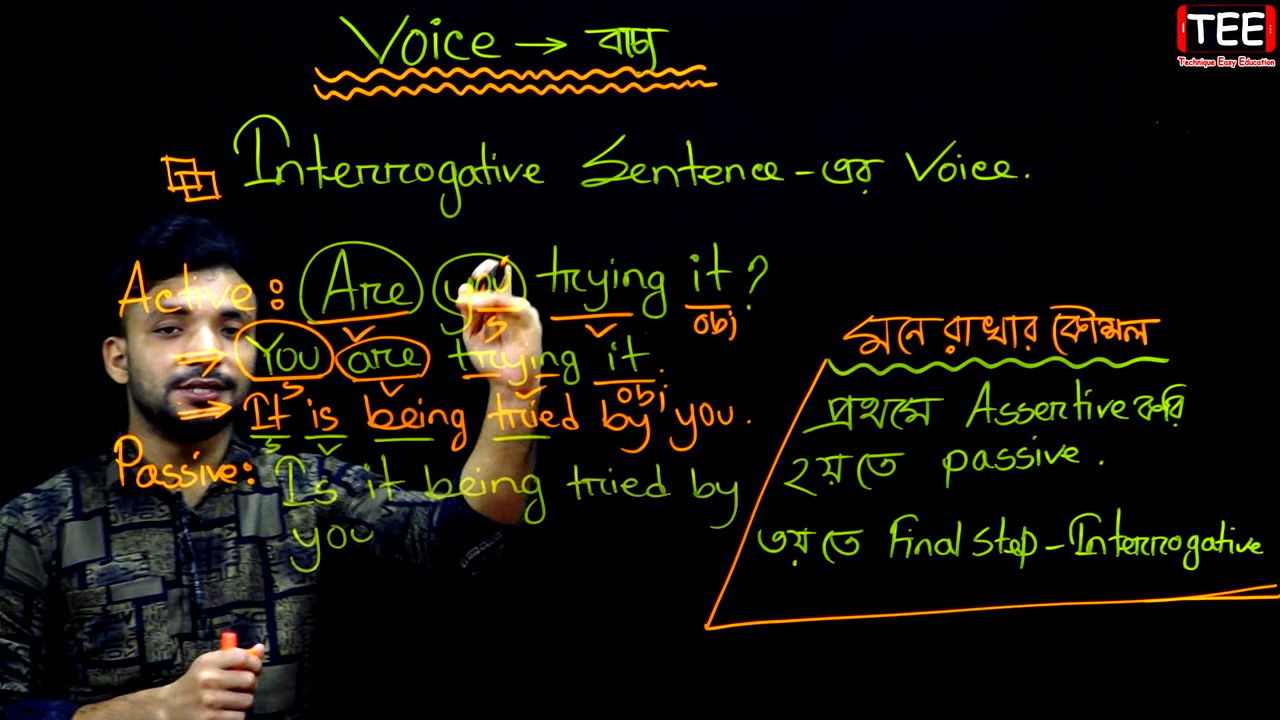 TEE
Technique Easy Education
Voice → বাচ্য
Interrogative Sentence - এর Voice.
Active : Are you trying it ?
v s v obj
⇒ You are trying it.
s v v obj
⇒ It is being tried by you.
s v
Passive: Is it being tried by
you
মনে রাখার কৌশল
প্রথমে Assertive করি
২য় তে passive.
৩য় তে Final Step - Interrogative